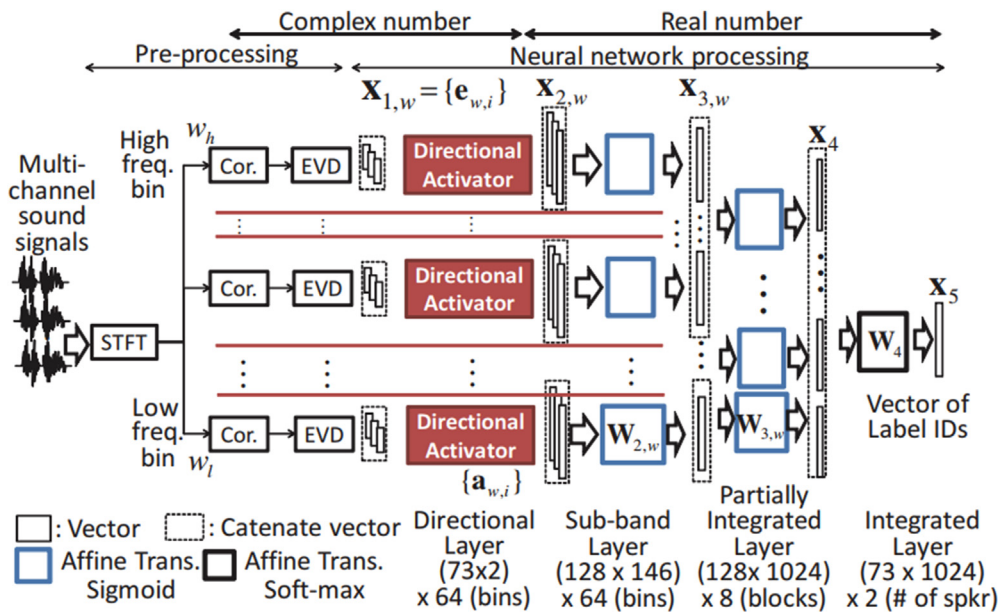 Complex number
Real number
Pre-processing
Neural network processing
x1,w = {ew,i}
x2,w
x3,w
x4
x5
Multi-
channel
sound
signals
High
freq.
bin
wh
Cor.
EVD
Directional
Activator
Cor.
EVD
Directional
Activator
STFT
Low
freq.
bin
wl
Cor.
EVD
Directional
Activator
{aw,i}
W2,w
W3,w
W4
Vector of
Label IDs
: Vector
: Catenate vector
Affine Trans.
Sigmoid
Affine Trans.
Soft-max
Directional
Layer
(73x2)
x 64 (bins)
Sub-band
Layer
(128 x 146)
x 64 (bins)
Partially
Integrated Layer
(128x 1024)
x 8 (blocks)
Integrated
Layer
(73 x 1024)
x 2 (# of spkr)